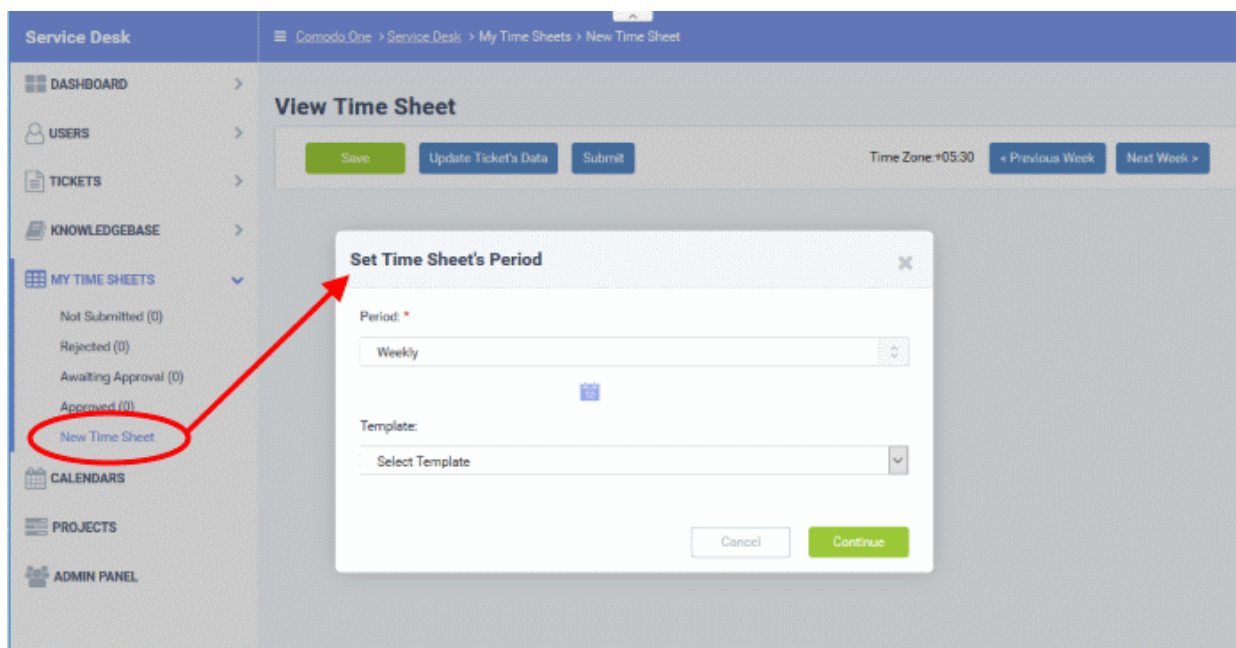 Service Desk
Comodo One > Service Desk > My Time Sheets > New Time Sheet
DASHBOARD
USERS
TICKETS
KNOWLEDGEBASE
MY TIME SHEETS
Not Submitted (0)
Rejected (0)
Awaiting Approval (0)
Approved (0)
New Time Sheet
CALENDARS
PROJECTS
ADMIN PANEL
View Time Sheet
Save Update Ticket's Data Submit Time Zone:+05:30 < Previous Week Next Week >
Set Time Sheet's Period
Period: *
Weekly
Template:
Select Template
Cancel Continue